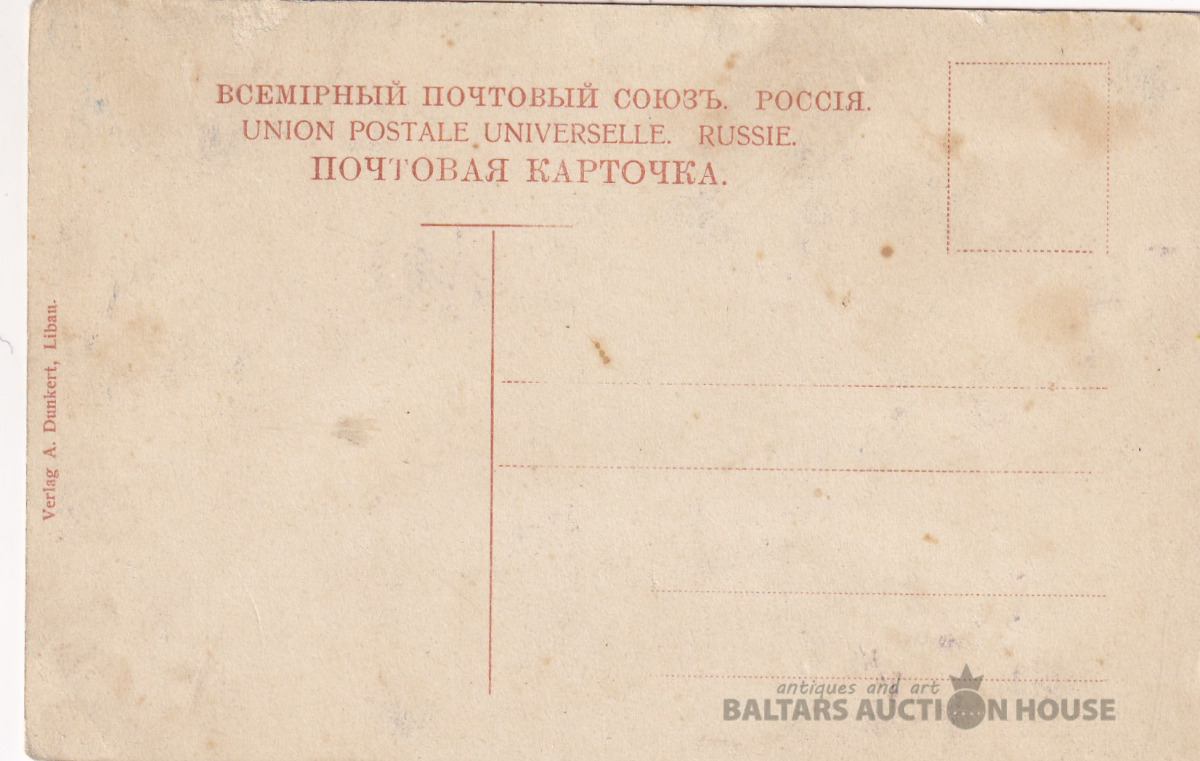 ВСЕМІРНЫЙ ПОЧТОВЫЙ СОЮЗЪ. РОССІЯ.
UNION POSTALE UNIVERSELLE. RUSSIE.
ПОЧТОВАЯ КАРТОЧКА.
Verlag A. Dunkert, Libau.
antiques and art
BALTARS AUCTION HOUSE